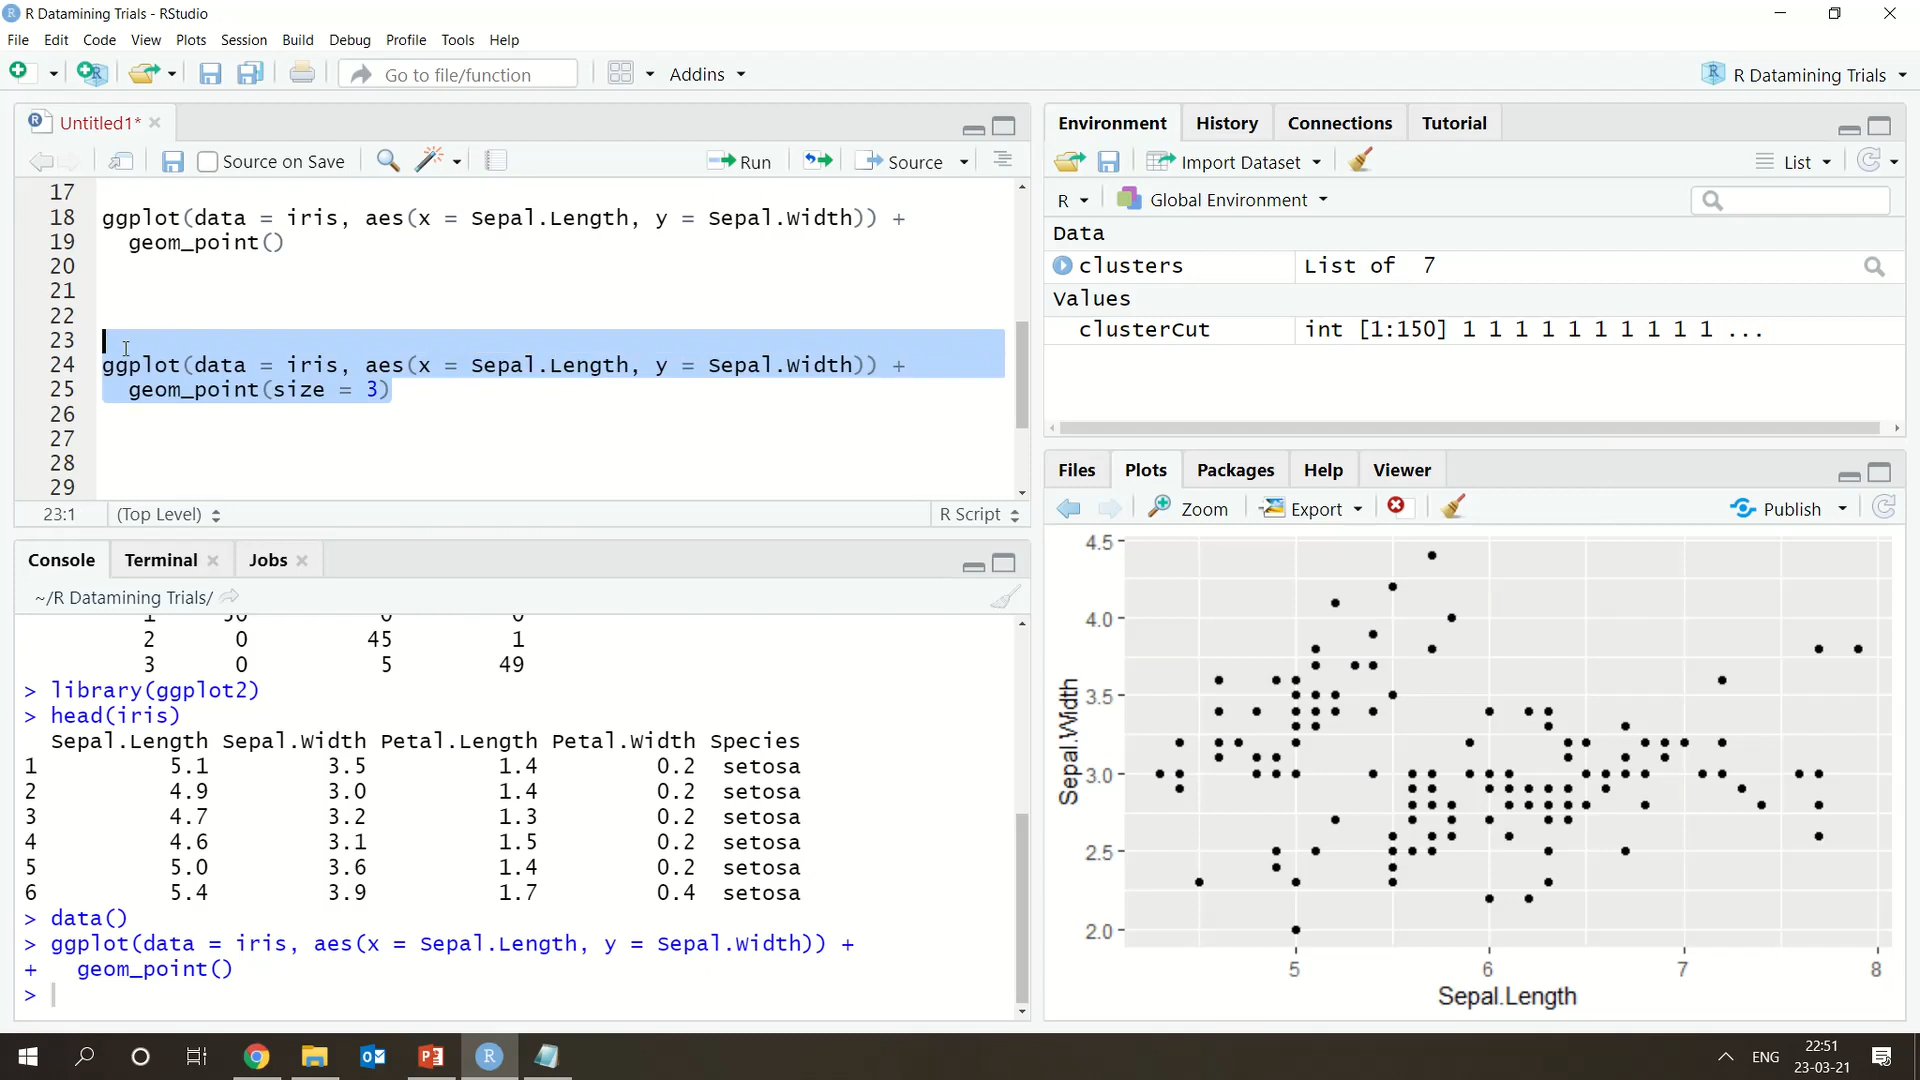 R Datamining Trials - RStudio
File Edit Code View Plots Session Build Debug Profile Tools Help
Go to file/function Addins R Datamining Trials
Untitled1*
Source on Save Run Source
17
18 ggplot(data = iris, aes(x = Sepal.Length, y = Sepal.Width)) +
19 geom_point()
20
21
22
23
24 ggplot(data = iris, aes(x = Sepal.Length, y = Sepal.Width)) +
25 geom_point(size = 3)
26
27
28
29
23:1 (Top Level) R Script
Console Terminal Jobs
~/R Datamining Trials/
2 0 45 1
3 0 5 49
> library(ggplot2)
> head(iris)
Sepal.Length Sepal.Width Petal.Length Petal.Width Species
1 5.1 3.5 1.4 0.2 setosa
2 4.9 3.0 1.4 0.2 setosa
3 4.7 3.2 1.3 0.2 setosa
4 4.6 3.1 1.5 0.2 setosa
5 5.0 3.6 1.4 0.2 setosa
6 5.4 3.9 1.7 0.4 setosa
> data()
> ggplot(data = iris, aes(x = Sepal.Length, y = Sepal.Width)) +
+ geom_point()
>
Environment History Connections Tutorial
Import Dataset List
R Global Environment
Data
clusters List of 7
Values
clusterCut int [1:150] 1 1 1 1 1 1 1 1 1 1 ...
Files Plots Packages Help Viewer
Zoom Export Publish
4.5
4.0
3.5
3.0
2.5
2.0
Sepal.Width
5 6 7 8
Sepal.Length
ENG
22:51
23-03-21